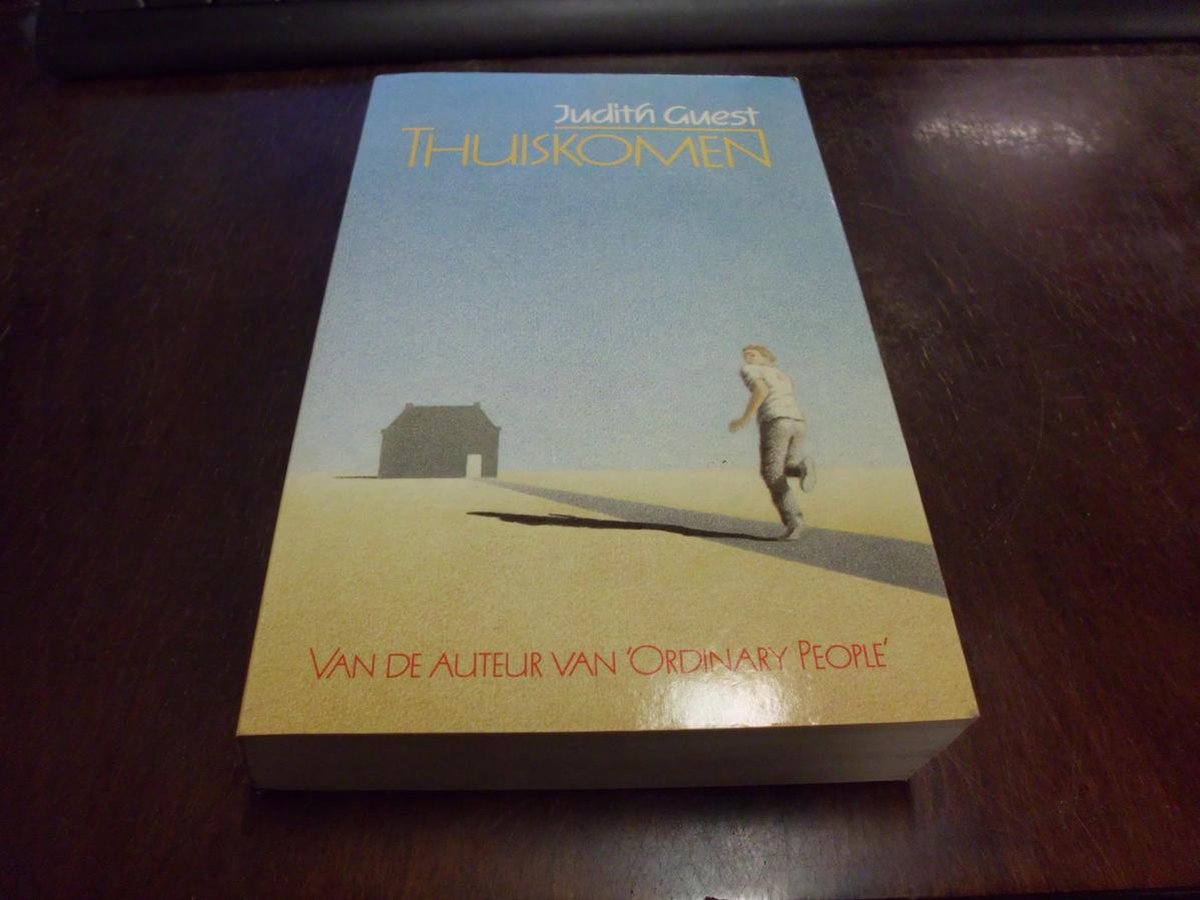 Judith Guest
THUISKOMEN
VAN DE AUTEUR VAN 'ORDINARY PEOPLE'